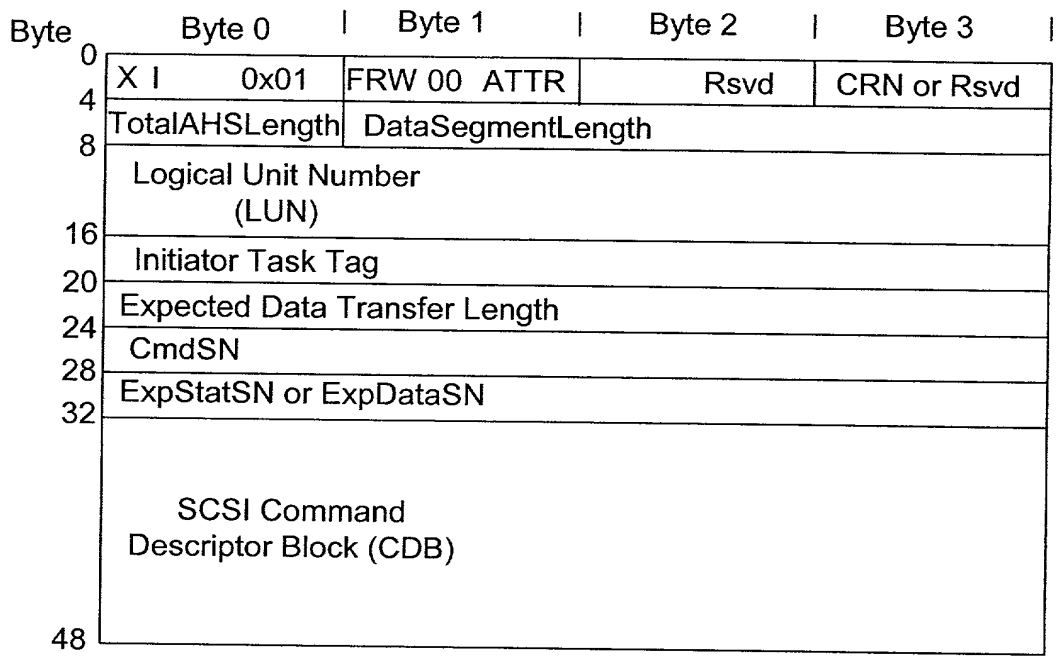 Byte Byte 0 | Byte 1 | Byte 2 | Byte 3 |
0
X I 0x01 FRW 00 ATTR Rsvd CRN or Rsvd
4
TotalAHSLength DataSegmentLength
8
Logical Unit Number
(LUN)
16
Initiator Task Tag
20
Expected Data Transfer Length
24
CmdSN
28
ExpStatSN or ExpDataSN
32
SCSI Command
Descriptor Block (CDB)
48